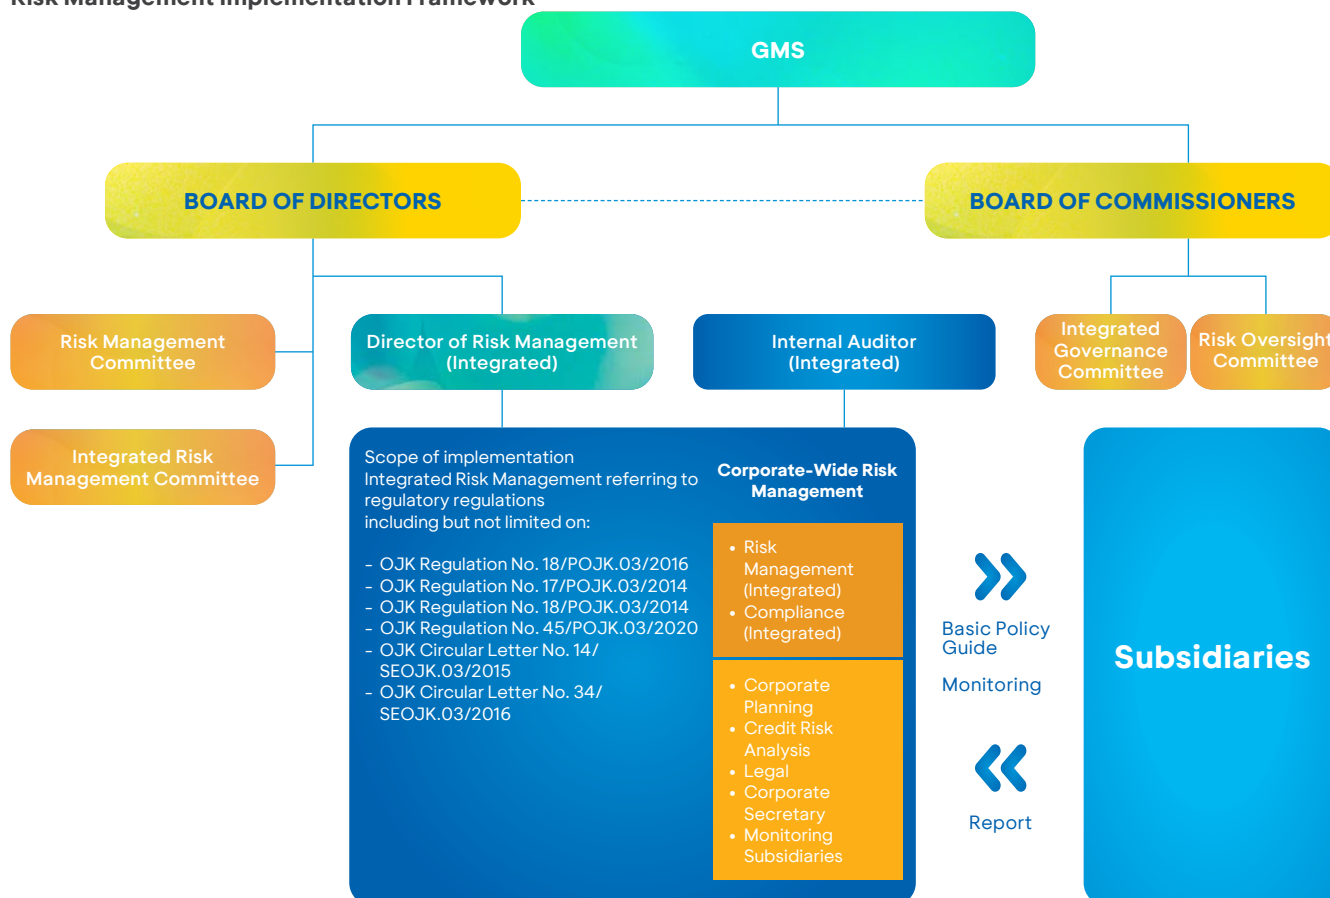 Risk Management Implementation Framework
GMS
BOARD OF DIRECTORS
BOARD OF COMMISSIONERS
Risk Management
Committee
Director of Risk Management
(Integrated)
Internal Auditor
(Integrated)
Integrated
Governance
Committee
Risk Oversight
Committee
Integrated Risk
Management Committee
Scope of implementation
Integrated Risk Management referring to
regulatory regulations
including but not limited on:
- OJK Regulation No. 18/POJK.03/2016
- OJK Regulation No. 17/POJK.03/2014
- OJK Regulation No. 18/POJK.03/2014
- OJK Regulation No. 45/POJK.03/2020
- OJK Circular Letter No. 14/
SEOJK.03/2015
- OJK Circular Letter No. 34/
SEOJK.03/2016
Corporate-Wide Risk
Management
• Risk
Management
(Integrated)
• Compliance
(Integrated)
• Corporate
Planning
• Credit Risk
Analysis
• Legal
• Corporate
Secretary
• Monitoring
Subsidiaries
Basic Policy
Guide
Monitoring
Report
Subsidiaries